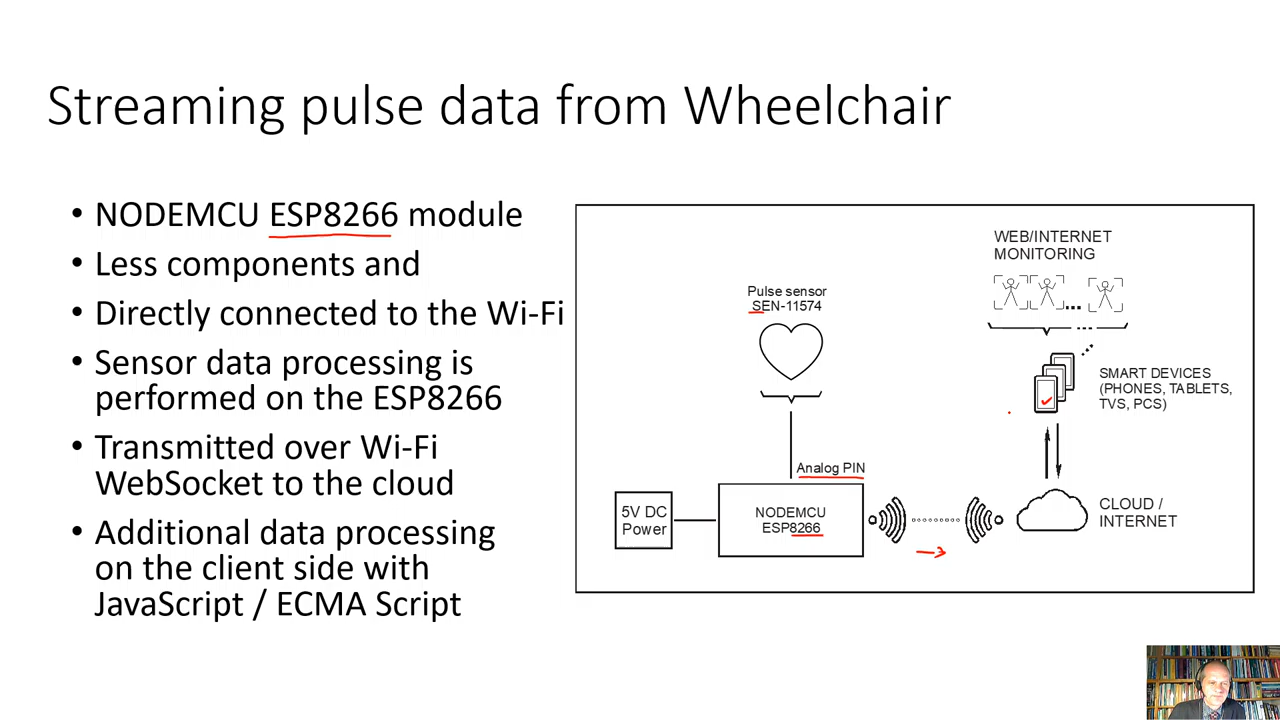 Streaming pulse data from Wheelchair
• NODEMCU ESP8266 module
• Less components and
• Directly connected to the Wi-Fi
• Sensor data processing is
performed on the ESP8266
• Transmitted over Wi-Fi
WebSocket to the cloud
• Additional data processing
on the client side with
JavaScript / ECMA Script
WEB/INTERNET
MONITORING
Pulse sensor
SEN-11574
SMART DEVICES
(PHONES, TABLETS,
TVS, PCS)
Analog PIN
5V DC
Power
NODEMCU
ESP8266
CLOUD /
INTERNET